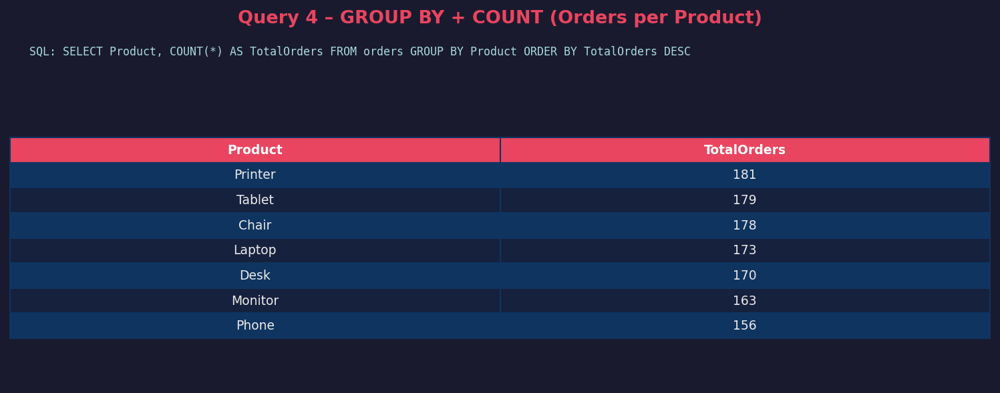 Query 4 – GROUP BY + COUNT (Orders per Product)
SQL: SELECT Product, COUNT(*) AS TotalOrders FROM orders GROUP BY Product ORDER BY TotalOrders DESC
Product TotalOrders
Printer 181
Tablet 179
Chair 178
Laptop 173
Desk 170
Monitor 163
Phone 156